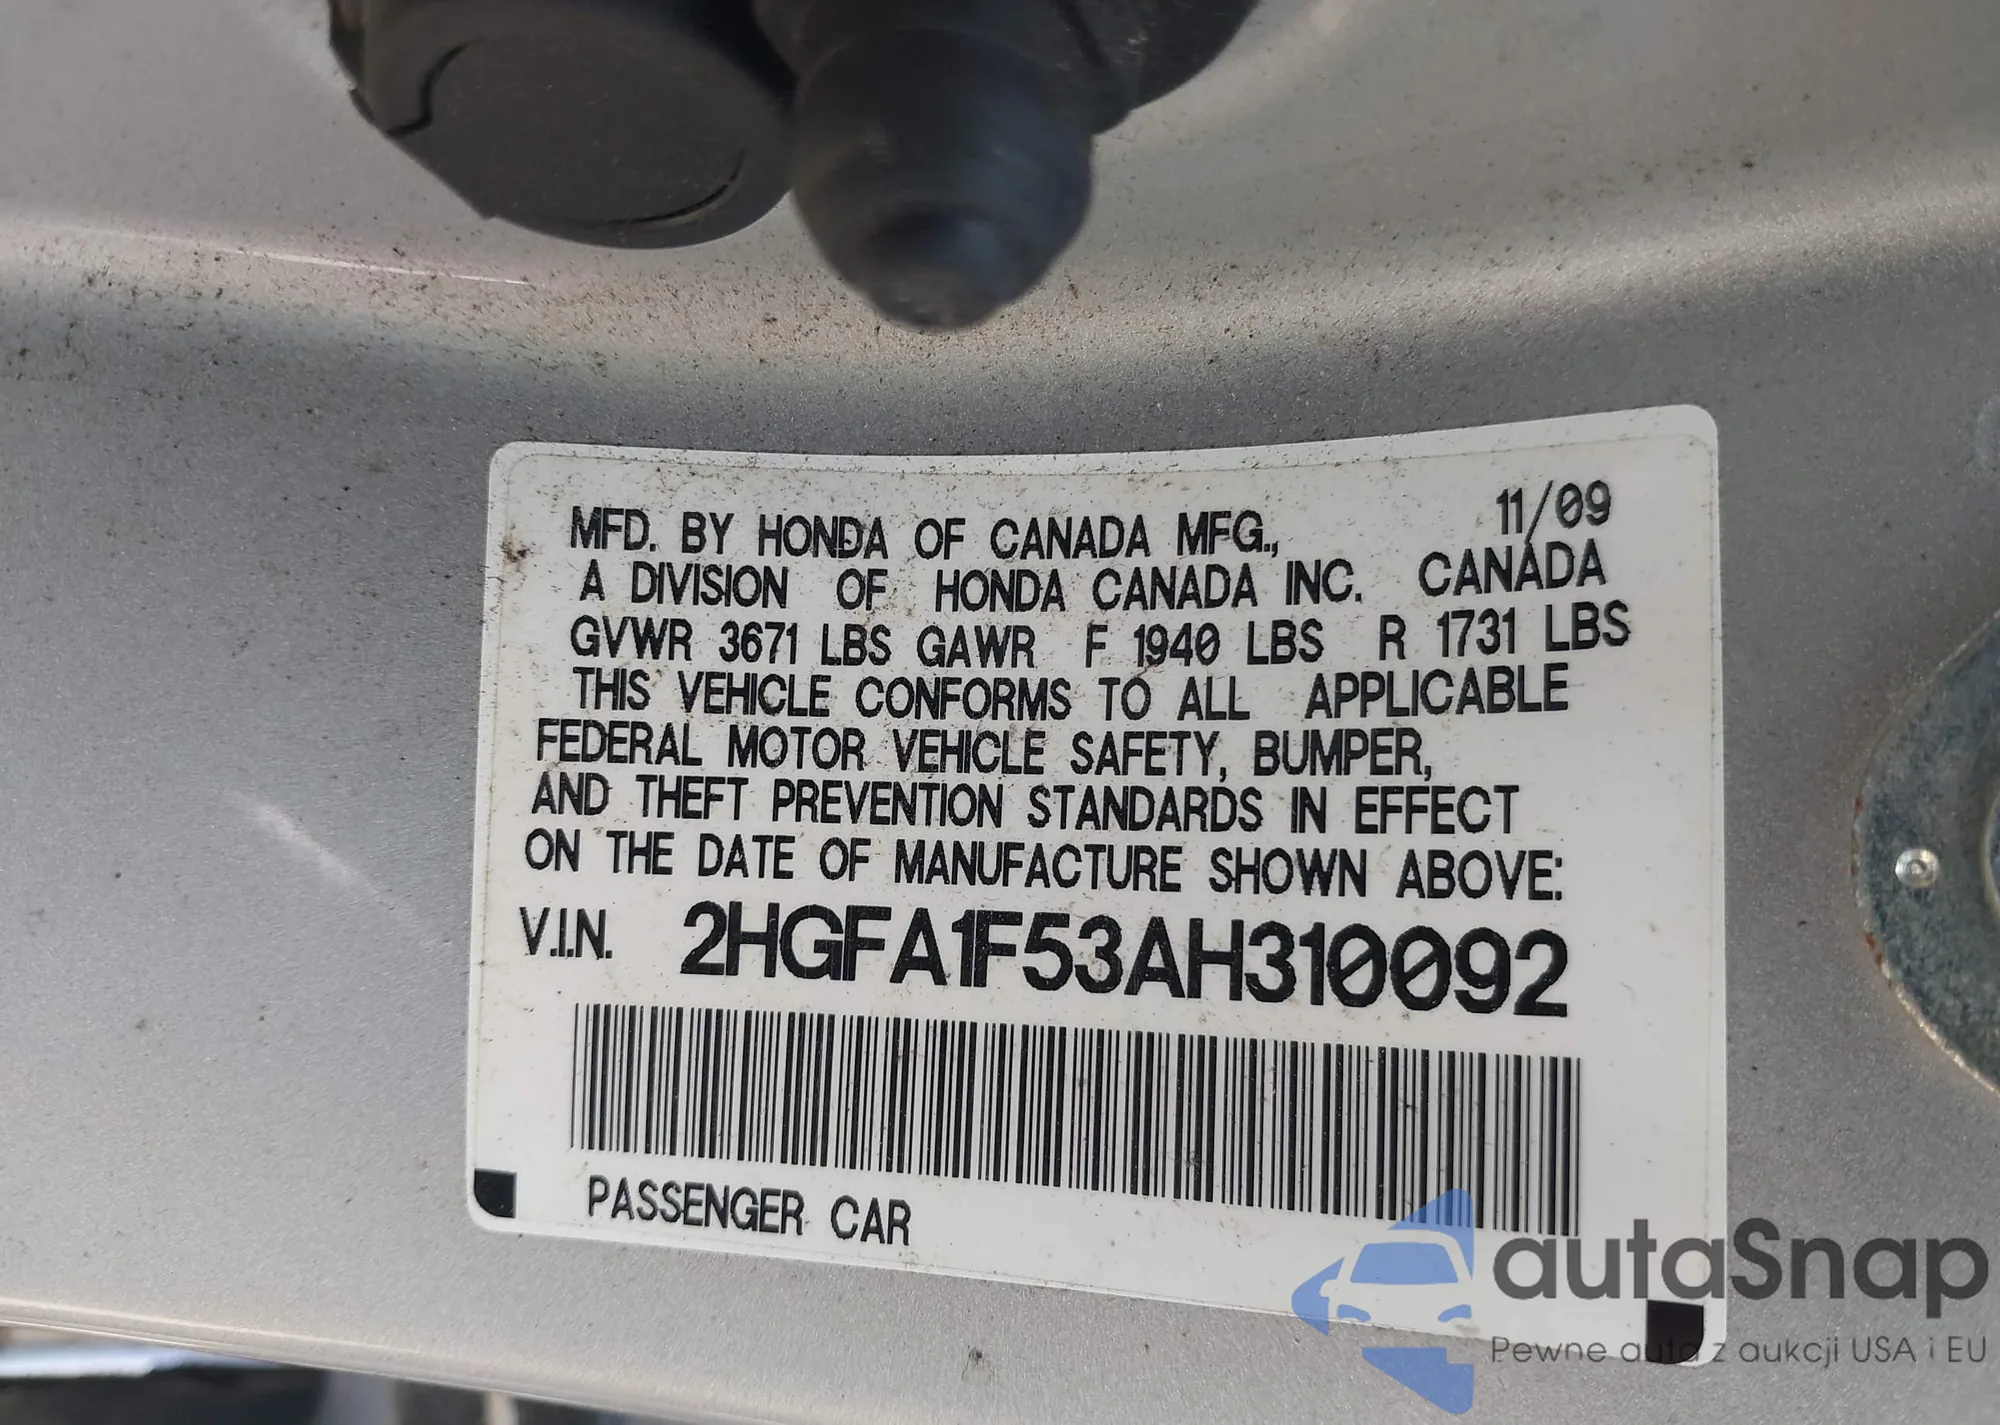 MFD. BY HONDA OF CANADA MFG., 11/09
A DIVISION OF HONDA CANADA INC. CANADA
GVWR 3671 LBS GAWR F 1940 LBS R 1731 LBS
THIS VEHICLE CONFORMS TO ALL APPLICABLE
FEDERAL MOTOR VEHICLE SAFETY, BUMPER,
AND THEFT PREVENTION STANDARDS IN EFFECT
ON THE DATE OF MANUFACTURE SHOWN ABOVE:
V.I.N. 2HGFA1F53AH310092
PASSENGER CAR
autaSnap
Pewne auta z aukcji USA i EU